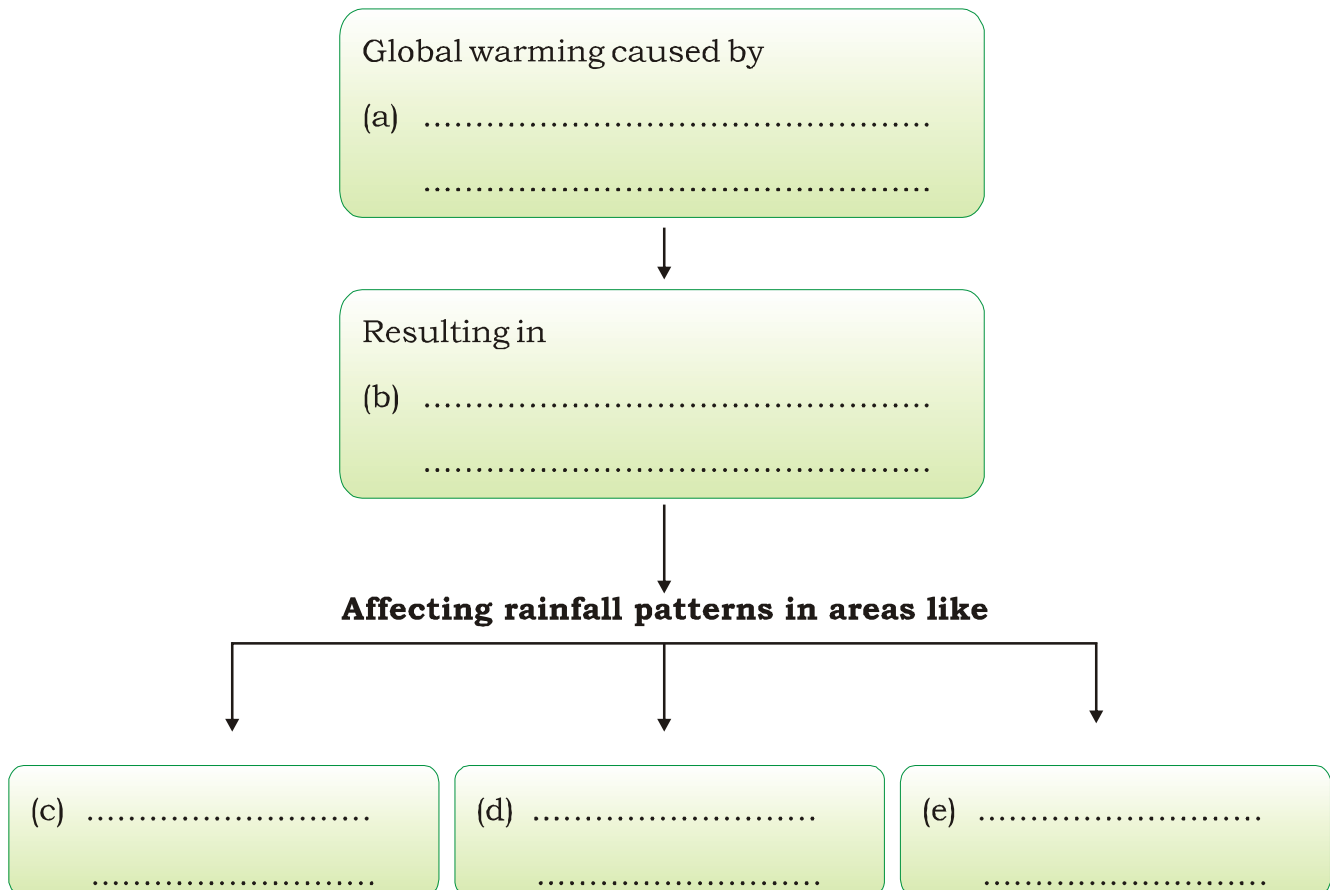 Global warming caused by
(a) ................................................
................................................
Resulting in
(b) ................................................
................................................
Affecting rainfall patterns in areas like
(c) ...........................
...........................
(d) ...........................
...........................
(e) ...........................
...........................